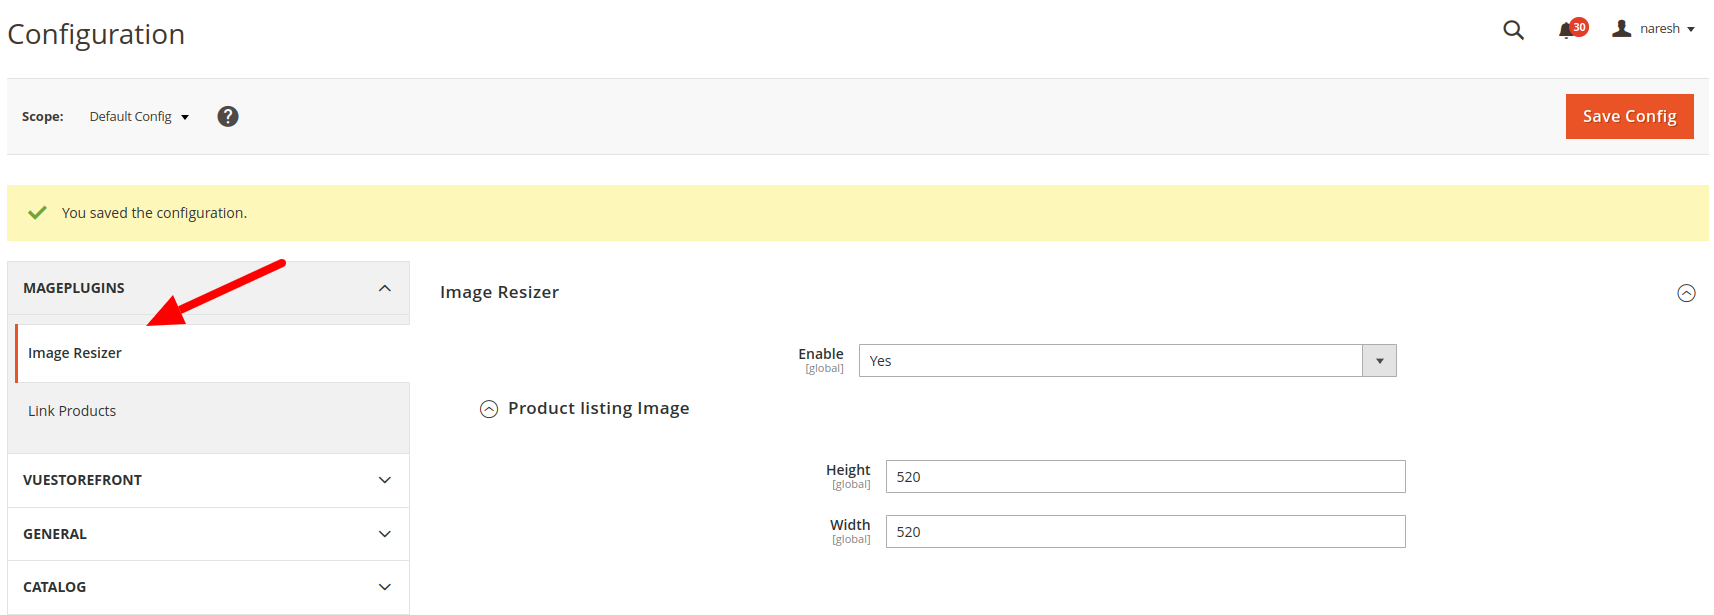 Configuration
30
naresh
Scope:
Default Config
?
Save Config
You saved the configuration.
MAGEPLUGINS
Image Resizer
Link Products
VUESTOREFRONT
GENERAL
CATALOG
Image Resizer
Enable
[global]
Yes
Product listing Image
Height
[global]
520
Width
[global]
520